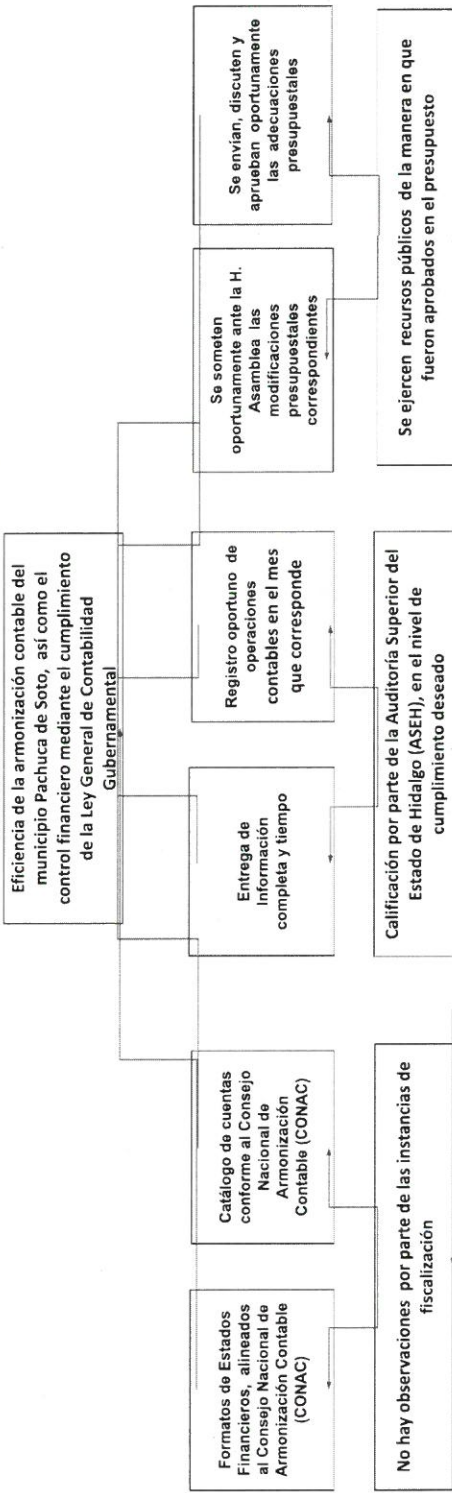 Eficiencia de la armonización contable del
municipio Pachuca de Soto, así como el
control financiero mediante el cumplimiento
de la Ley General de Contabilidad
Gubernamental
Formatos de Estados
Financieros, alineados
al Consejo Nacional de
Armonización Contable
(CONAC)
Catálogo de cuentas
conforme al Consejo
Nacional de
Armonización
Contable (CONAC)
Entrega de
Información
completa y tiempo
Registro oportuno de
operaciones
contables en el mes
que corresponde
Se someten
oportunamente ante la H.
Asamblea las
modificaciones
presupuestales
correspondientes
Se envían, discuten y
aprueban oportunamente
las adecuaciones
presupuestales
No hay observaciones por parte de las instancias de
fiscalización
Calificación por parte de la Auditoría Superior del
Estado de Hidalgo (ASEH), en el nivel de
cumplimiento deseado
Se ejercen recursos públicos de la manera en que
fueron aprobados en el presupuesto